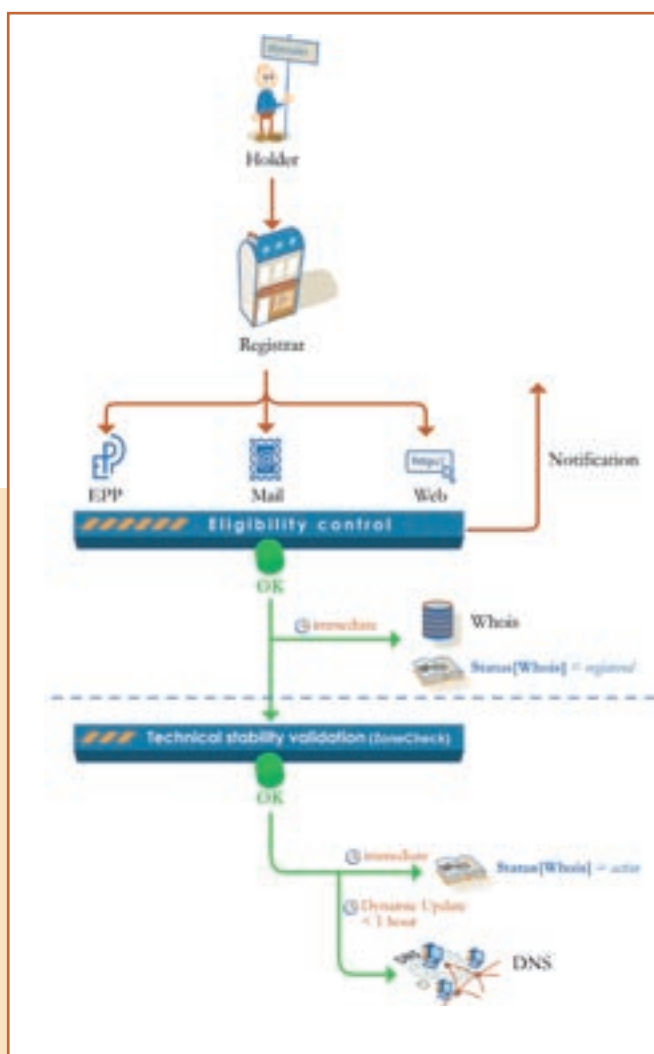 Holder
Registrar
EPP
Mail
Web
Notification
Eligibility control
OK
immediate
Whois
Status[Whois] = registered
Technical stability validation (ZoneCheck)
OK
immediate
Status[Whois] = active
Dynamic Update
< 1 hour
DNS